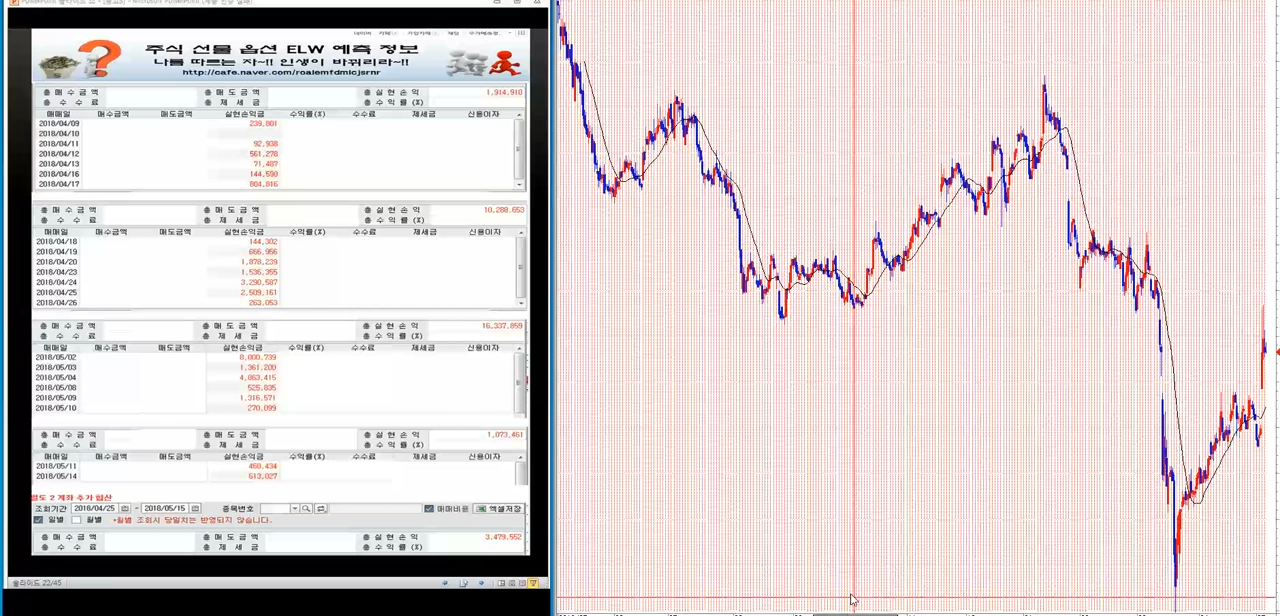 주식 선물 옵션 ELW 예측 정보
나를 따르는 자~!! 인생이 바뀌리라~!!
http://cafe.naver.com/roalemfdmicjsrnr
총 매 수 금 액 총 매 도 금 액 총 실 현 손 익 1,914,910
총 수 수 료 총 제 세 금 총 수 익 률 (%)
매매일 매수금액 매도금액 실현손익금 수익률(%) 수수료 제세금 신용이자
2018/04/09 239,801
2018/04/10
2018/04/11 92,938
2018/04/12 561,278
2018/04/13 71,487
2018/04/16 144,590
2018/04/17 804,816
총 매 수 금 액 총 매 도 금 액 총 실 현 손 익 10,288,653
총 수 수 료 총 제 세 금 총 수 익 률 (%)
매매일 매수금액 매도금액 실현손익금 수익률(%) 수수료 제세금 신용이자
2018/04/18 144,302
2018/04/19 666,956
2018/04/20 1,878,239
2018/04/23 1,536,355
2018/04/24 3,290,587
2018/04/25 2,509,161
2018/04/26 263,053
총 매 수 금 액 총 매 도 금 액 총 실 현 손 익 16,337,859
총 수 수 료 총 제 세 금 총 수 익 률 (%)
매매일 매수금액 매도금액 실현손익금 수익률(%) 수수료 제세금 신용이자
2018/05/02 8,000,739
2018/05/03 1,361,200
2018/05/04 4,863,415
2018/05/08 525,835
2018/05/09 1,316,571
2018/05/10 270,099
총 매 수 금 액 총 매 도 금 액 총 실 현 손 익 1,073,461
총 수 수 료 총 제 세 금 총 수 익 률 (%)
매매일 매수금액 매도금액 실현손익금 수익률(%) 수수료 제세금 신용이자
2018/05/11 460,434
2018/05/14 613,027
별도 2 계좌 추가 합산
조회기간 2018/04/25 - 2018/05/15 종목번호 매매비용 엑셀저장
일별 월별 *월별 조회시 당일치는 반영되지 않습니다.
총 매 수 금 액 총 매 도 금 액 총 실 현 손 익 3,479,552
총 수 수 료 총 제 세 금 총 수 익 률 (%)
슬라이드 22/45